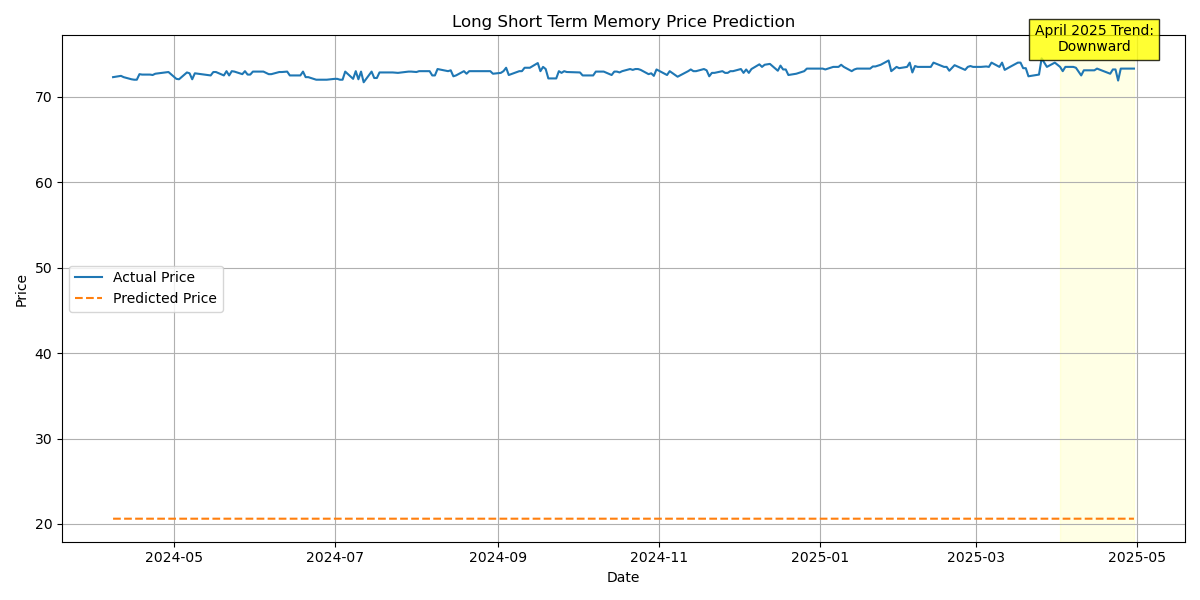 Long Short Term Memory Price Prediction
April 2025 Trend:
Downward
Price
70
60
50
40
30
20
Actual Price
Predicted Price
2024-05
2024-07
2024-09
2024-11
2025-01
2025-03
2025-05
Date